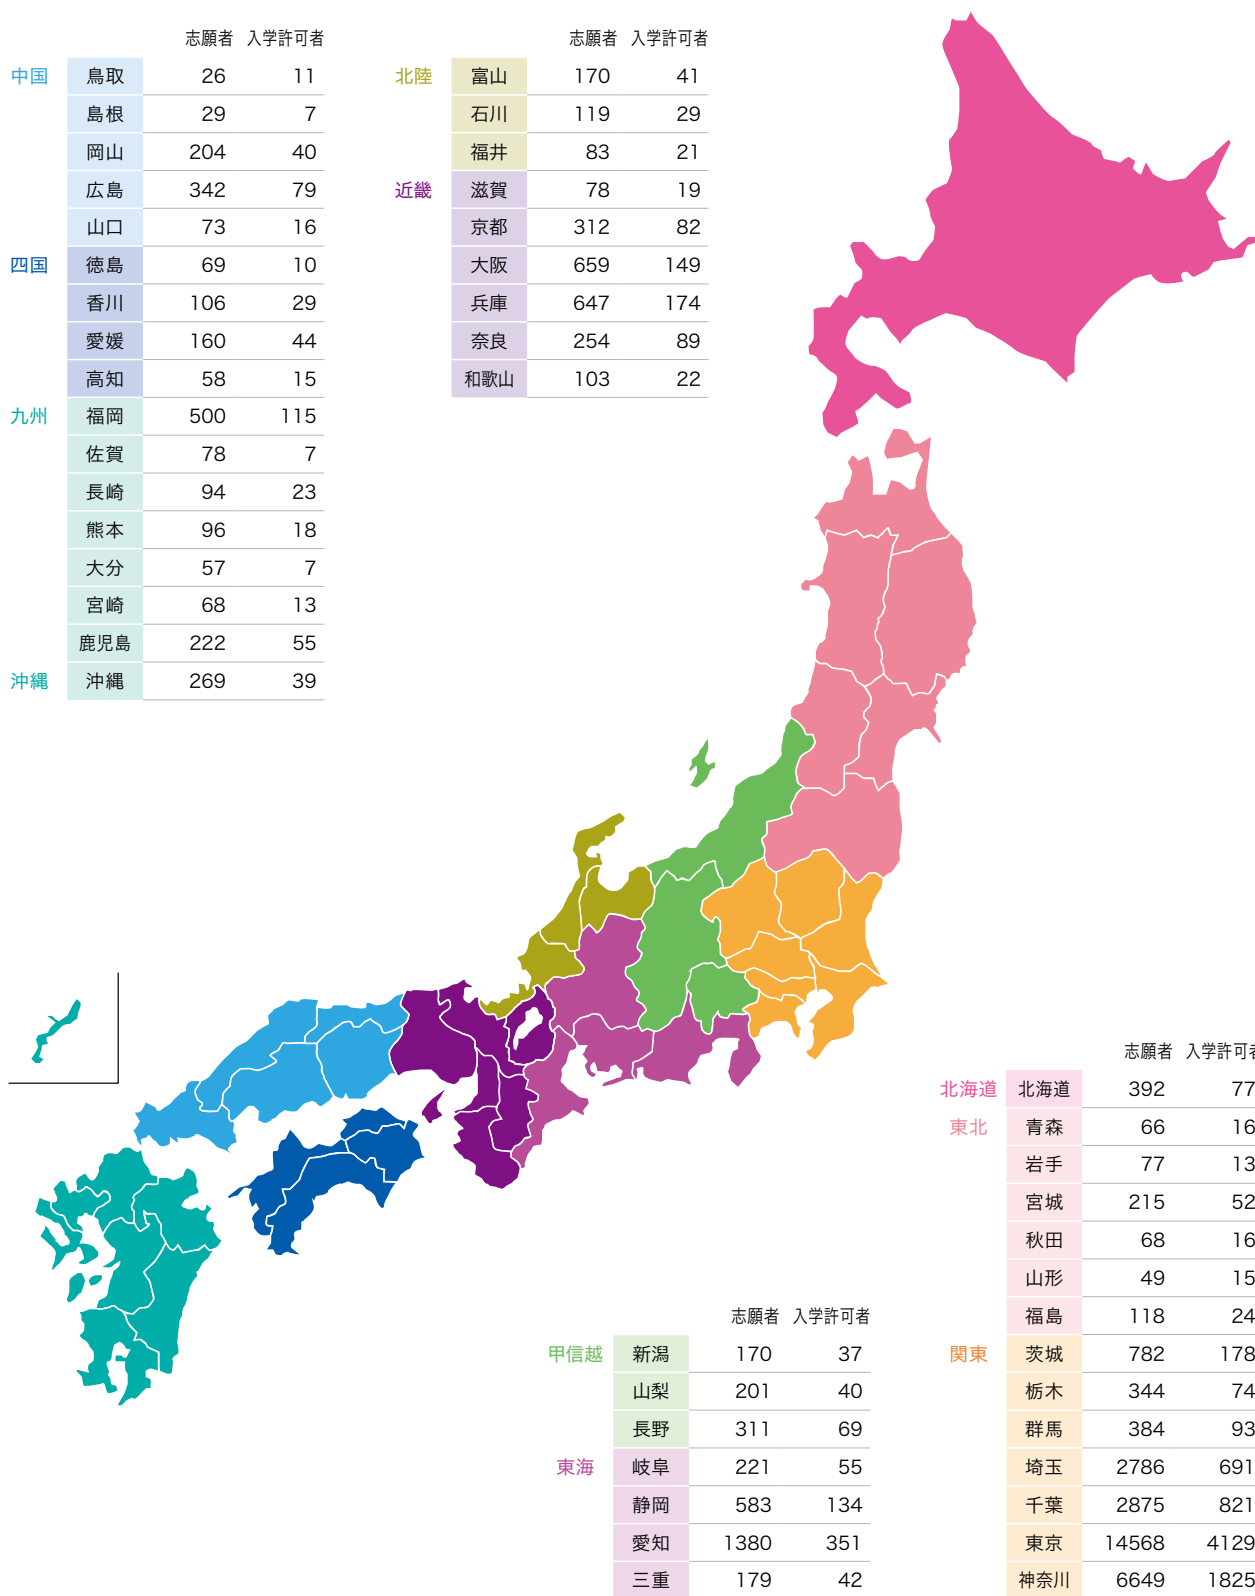 志願者 入学許可者
中国 鳥取 26 11
島根 29 7
岡山 204 40
広島 342 79
山口 73 16
四国 徳島 69 10
香川 106 29
愛媛 160 44
高知 58 15
九州 福岡 500 115
佐賀 78 7
長崎 94 23
熊本 96 18
大分 57 7
宮崎 68 13
鹿児島 222 55
沖縄 沖縄 269 39
志願者 入学許可者
北陸 富山 170 41
石川 119 29
福井 83 21
近畿 滋賀 78 19
京都 312 82
大阪 659 149
兵庫 647 174
奈良 254 89
和歌山 103 22
志願者 入学許可者
甲信越 新潟 170 37
山梨 201 40
長野 311 69
東海 岐阜 221 55
静岡 583 134
愛知 1380 351
三重 179 42
志願者 入学許可者
北海道 北海道 392 77
東北 青森 66 16
岩手 77 13
宮城 215 52
秋田 68 16
山形 49 15
福島 118 24
関東 茨城 782 178
栃木 344 74
群馬 384 93
埼玉 2786 691
千葉 2875 821
東京 14568 4129
神奈川 6649 1825